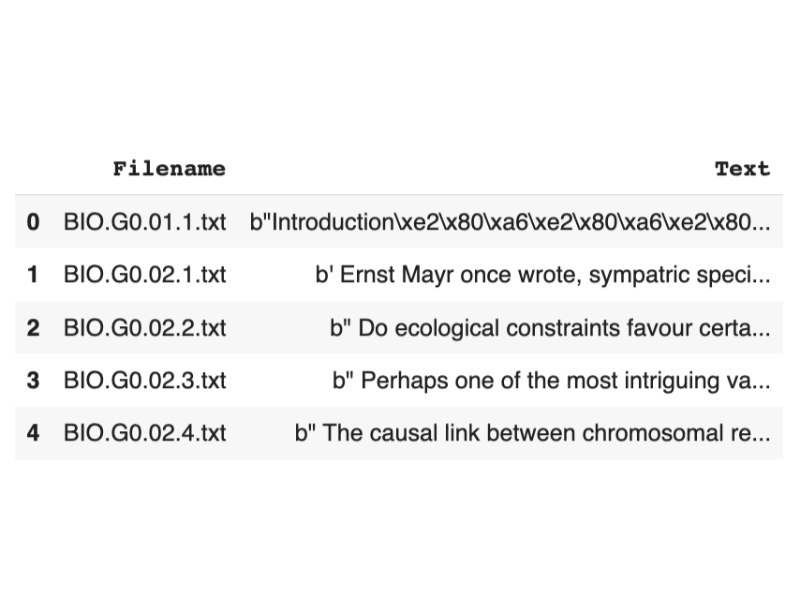 Filename Text
0 BIO.G0.01.1.txt b"Introduction\xe2\x80\xa6\xe2\x80\xa6\xe2\x80...
1 BIO.G0.02.1.txt b' Ernst Mayr once wrote, sympatric speci...
2 BIO.G0.02.2.txt b" Do ecological constraints favour certa...
3 BIO.G0.02.3.txt b" Perhaps one of the most intriguing va...
4 BIO.G0.02.4.txt b" The causal link between chromosomal re...